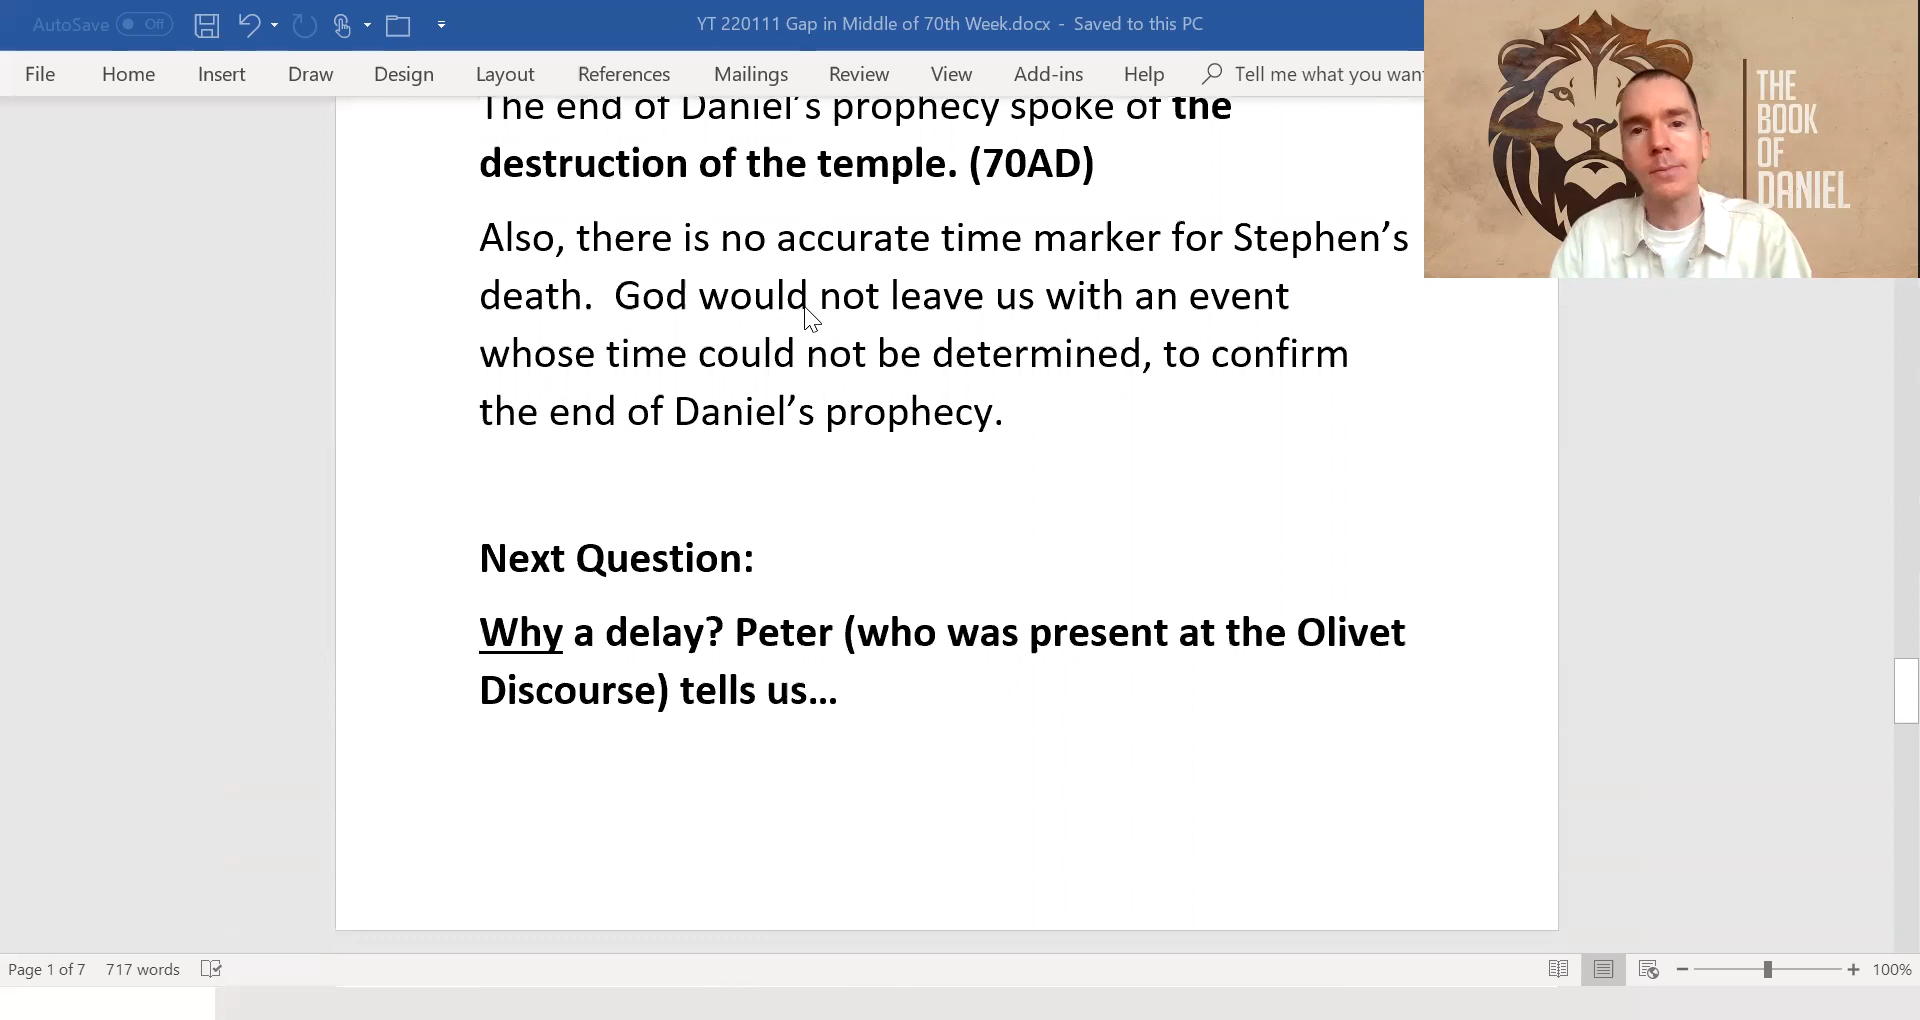 AutoSave Off
YT 220111 Gap in Middle of 70th Week.docx - Saved to this PC
File Home Insert Draw Design Layout References Mailings Review View Add-ins Help Tell me what you wan
THE
BOOK
OF
DANIEL
The end of Daniel’s prophecy spoke of the
destruction of the temple. (70AD)
Also, there is no accurate time marker for Stephen’s
death.  God would not leave us with an event
whose time could not be determined, to confirm
the end of Daniel’s prophecy.
Next Question:
Why a delay? Peter (who was present at the Olivet
Discourse) tells us...
Page 1 of 7 717 words 100%